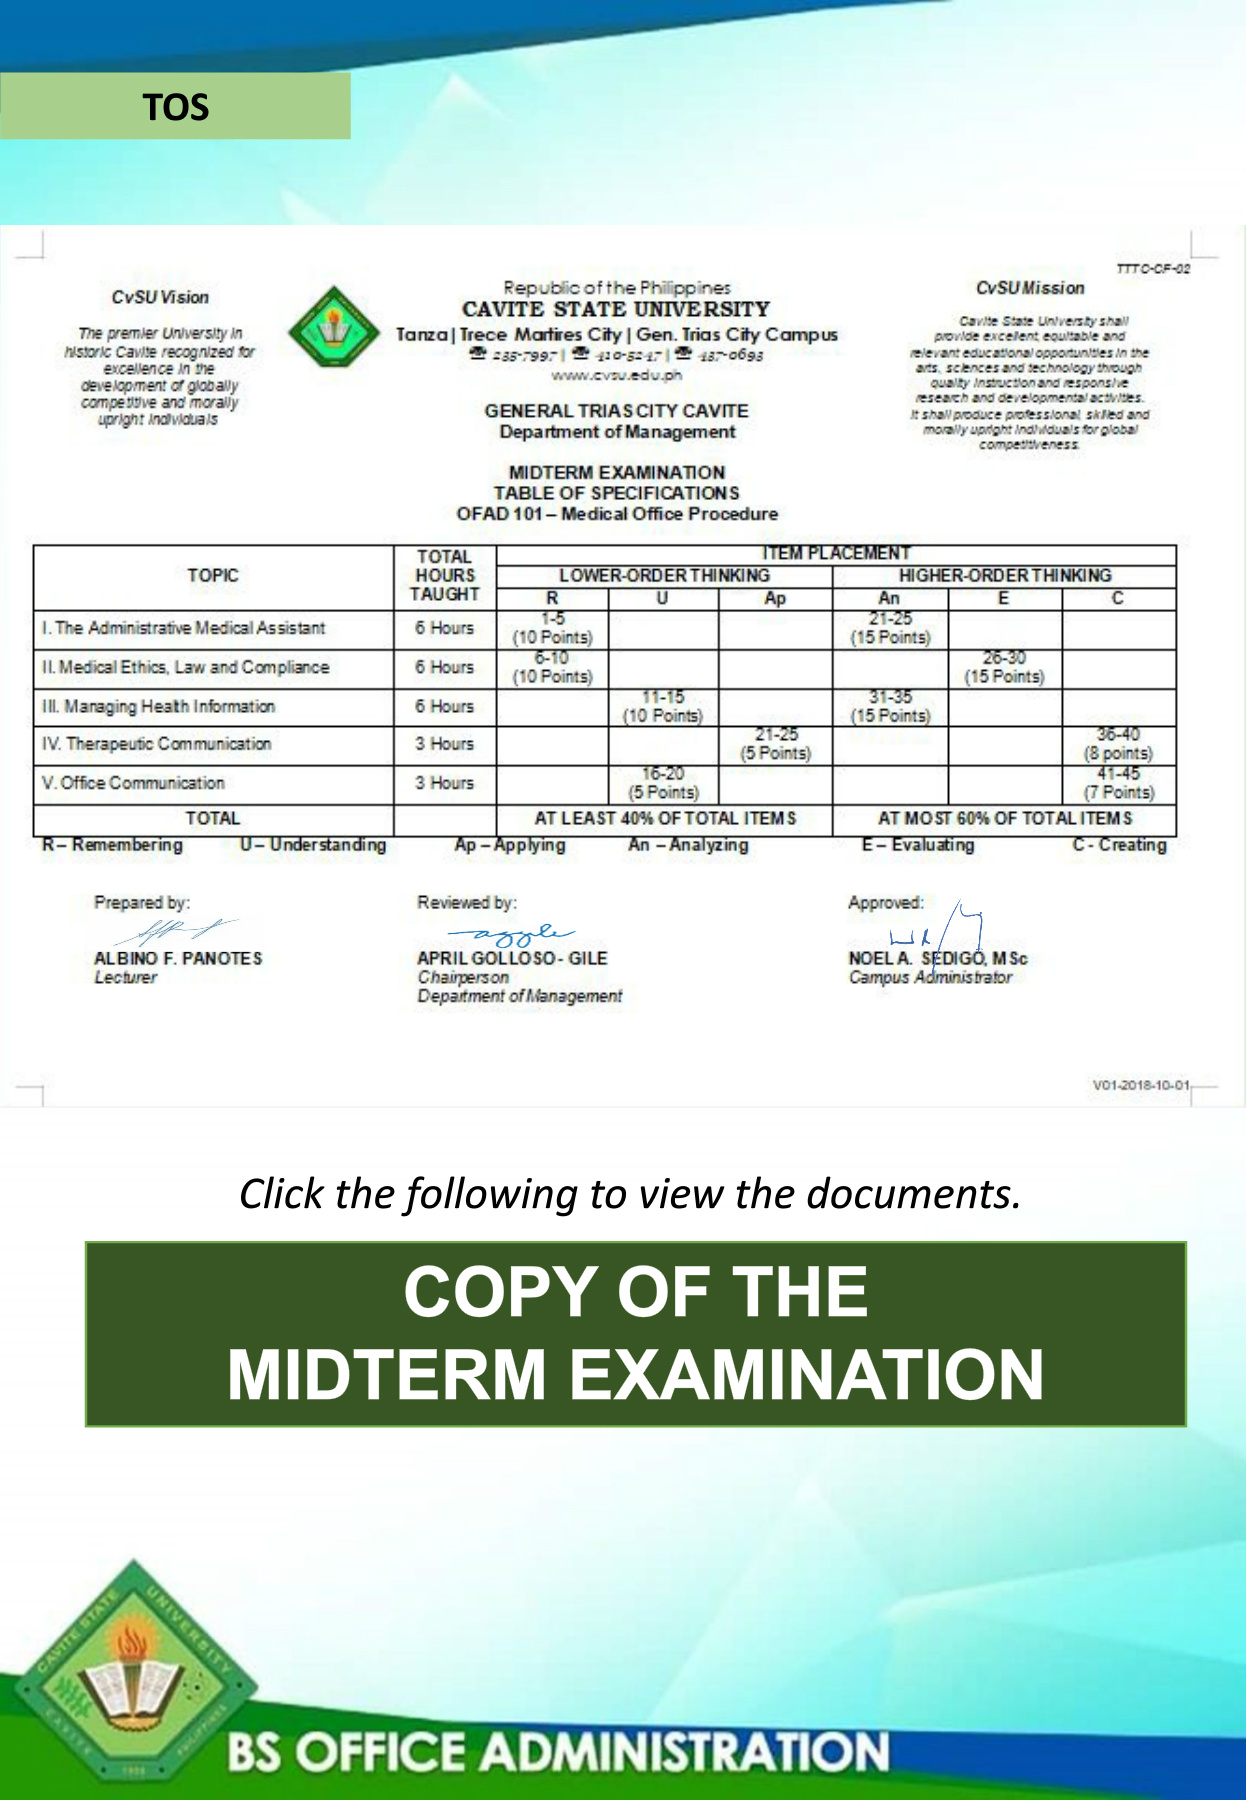 TOS
TTTC-CF-02
CvSU Vision
The premier University in
historic Cavite recognized for
excellence in the
development of globally
competitive and morally
upright individuals
Republic of the Philippines
CAVITE STATE UNIVERSITY
Tanza| Trece Martires City | Gen. Trias City Campus
☎ 235-7997 | ☎ 410-5247 | ☎ 437-0693
www.cvsu.edu.ph
CvSU Mission
Cavite State University shall
provide excellent, equitable and
relevant educational opportunities in the
arts, sciences and technology through
quality instruction and responsive
research and developmental activities.
It shall produce professional, skilled and
morally upright individuals for global
competitiveness.
GENERAL TRIAS CITY CAVITE
Department of Management
MIDTERM EXAMINATION
TABLE OF SPECIFICATIONS
OFAD 101 – Medical Office Procedure
TOPIC TOTAL HOURS TAUGHT ITEM PLACEMENT
LOWER-ORDER THINKING HIGHER-ORDER THINKING
R U Ap An E C
I. The Administrative Medical Assistant 6 Hours 1-5 (10 Points) 21-25 (15 Points)
II. Medical Ethics, Law and Compliance 6 Hours 6-10 (10 Points) 26-30 (15 Points)
III. Managing Health Information 6 Hours 11-15 (10 Points) 31-35 (15 Points)
IV. Therapeutic Communication 3 Hours 21-25 (5 Points) 36-40 (8 points)
V. Office Communication 3 Hours 16-20 (5 Points) 41-45 (7 Points)
TOTAL AT LEAST 40% OF TOTAL ITEMS AT MOST 60% OF TOTAL ITEMS
R – Remembering U – Understanding Ap – Applying An – Analyzing E – Evaluating C - Creating
Prepared by: Reviewed by: Approved:
ALBINO F. PANOTES APRIL GOLLOSO- GILE NOEL A. SEDIGO, MSc
Lecturer Chairperson Campus Administrator
Department of Management
V01-2018-10-01
Click the following to view the documents.
COPY OF THE
MIDTERM EXAMINATION
CAVITE STATE UNIVERSITY
CAVITE PHILIPPINES
BS OFFICE ADMINISTRATION